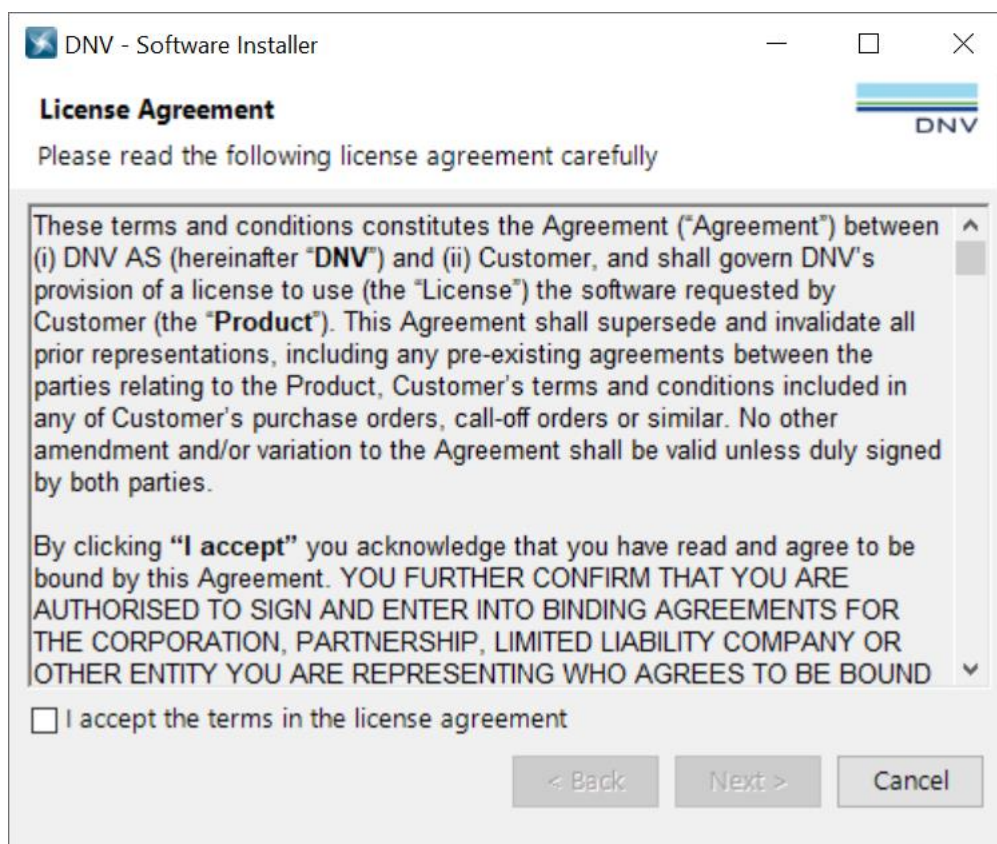 DNV - Software Installer
License Agreement
DNV
Please read the following license agreement carefully
These terms and conditions constitutes the Agreement (“Agreement”) between
(i) DNV AS (hereinafter “DNV”) and (ii) Customer, and shall govern DNV’s
provision of a license to use (the “License”) the software requested by
Customer (the “Product”). This Agreement shall supersede and invalidate all
prior representations, including any pre-existing agreements between the
parties relating to the Product, Customer’s terms and conditions included in
any of Customer’s purchase orders, call-off orders or similar. No other
amendment and/or variation to the Agreement shall be valid unless duly signed
by both parties.
By clicking “I accept” you acknowledge that you have read and agree to be
bound by this Agreement. YOU FURTHER CONFIRM THAT YOU ARE
AUTHORISED TO SIGN AND ENTER INTO BINDING AGREEMENTS FOR
THE CORPORATION, PARTNERSHIP, LIMITED LIABILITY COMPANY OR
OTHER ENTITY YOU ARE REPRESENTING WHO AGREES TO BE BOUND
I accept the terms in the license agreement
< Back
Next >
Cancel